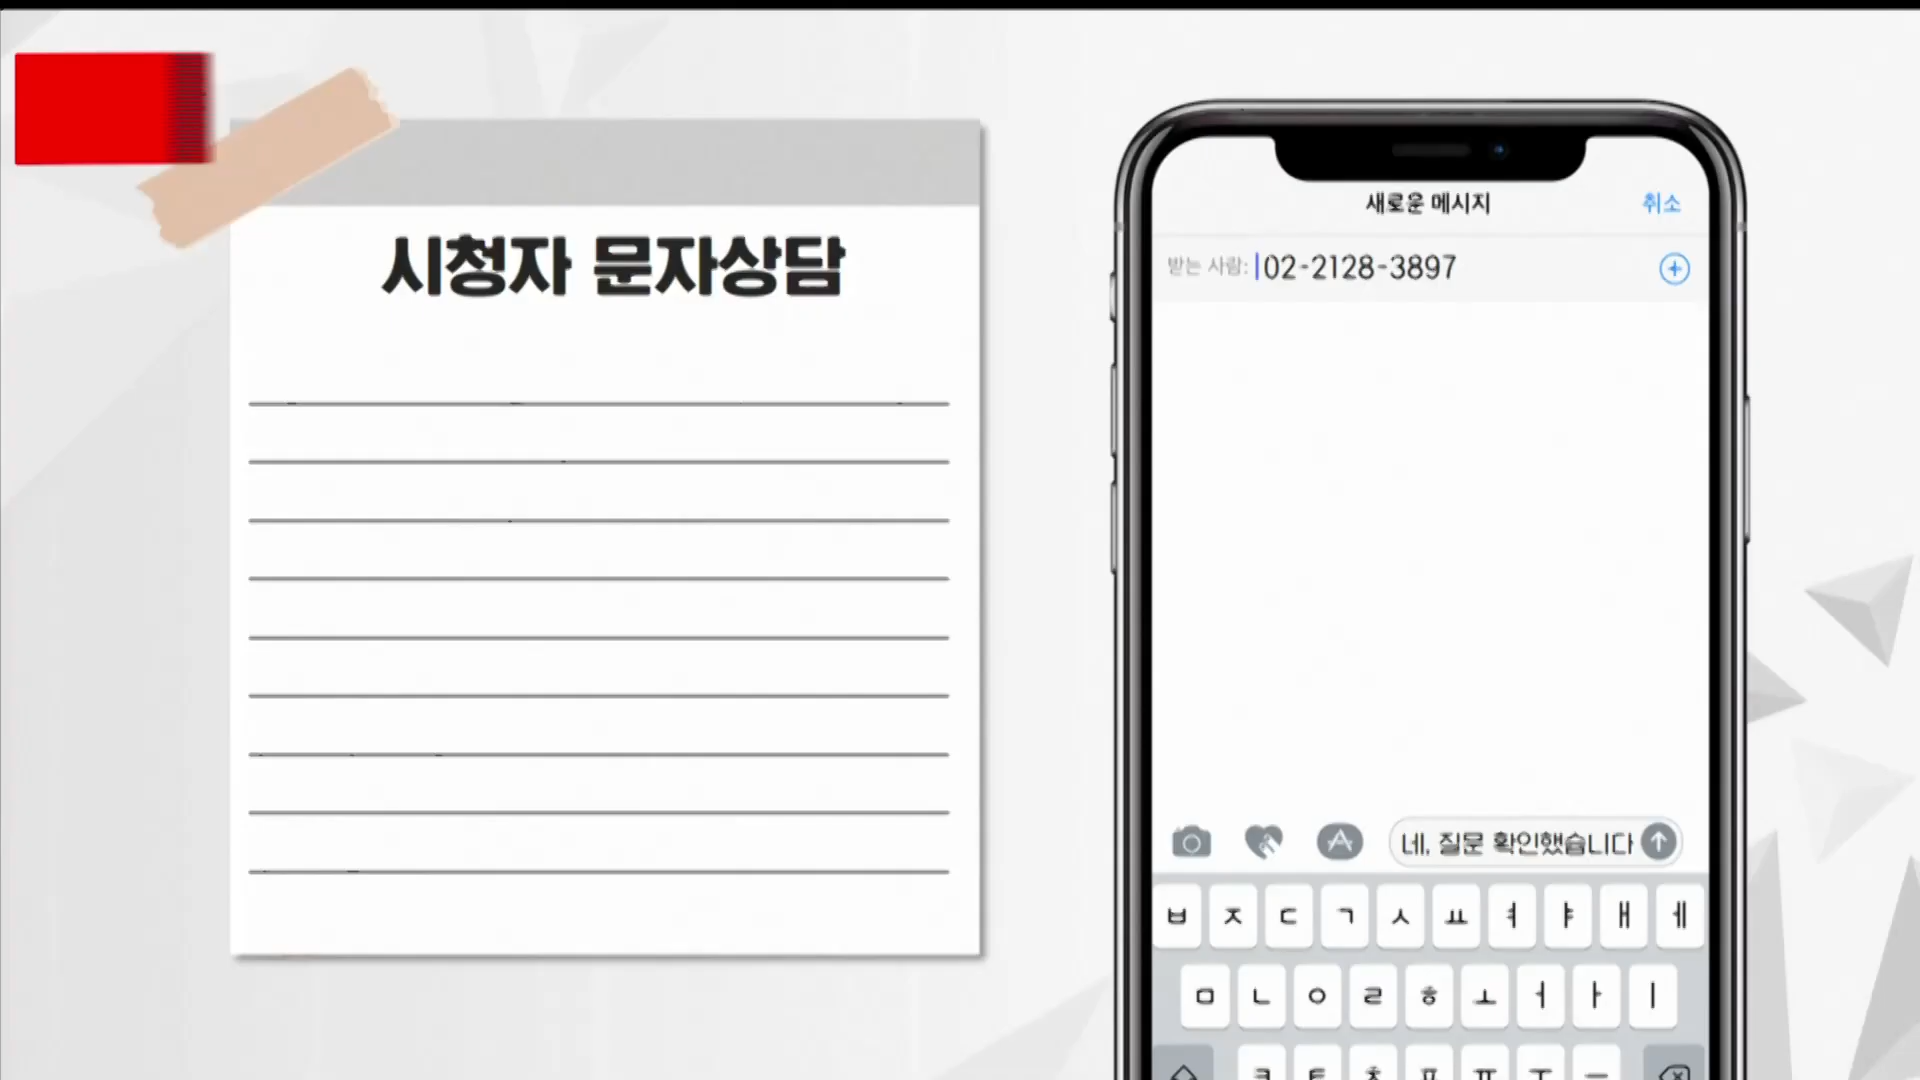 시청자 문자상담
새로운 메시지 취소
받는 사람: 02-2128-3897
네, 질문 확인했습니다
ㅂ ㅈ ㄷ ㄱ ㅅ ㅛ ㅕ ㅑ ㅐ ㅔ
ㅁ ㄴ ㅇ ㄹ ㅎ ㅗ ㅓ ㅏ ㅣ
ㅋ ㅌ ㅊ ㅍ ㅠ ㅜ ㅡ